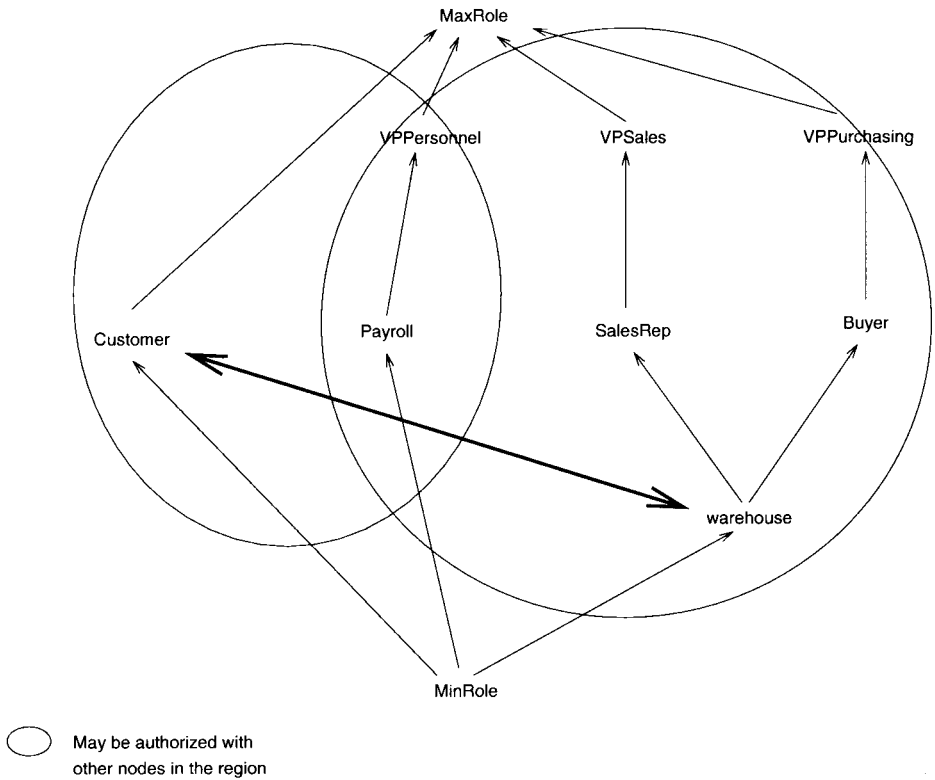 MaxRole
VPPersonnel
VPSales
VPPurchasing
Customer
Payroll
SalesRep
Buyer
warehouse
MinRole
May be authorized with
other nodes in the region